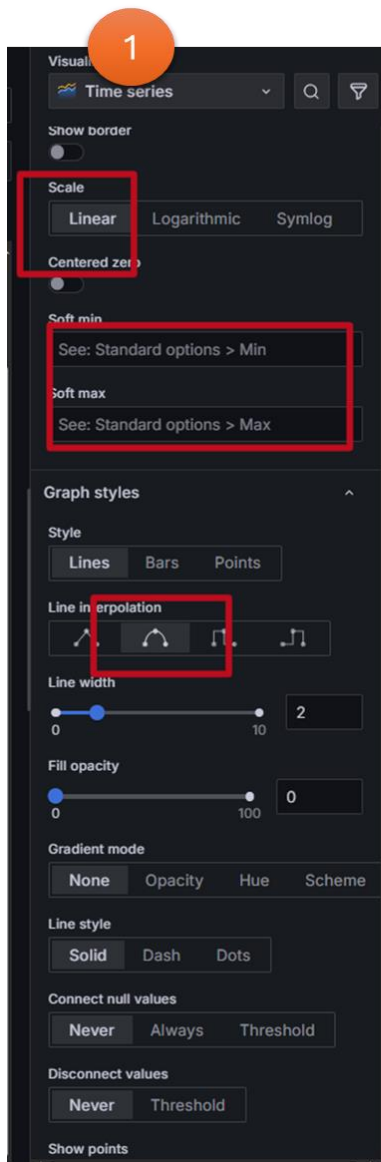 1
Visual
Time series
Show border
Scale
Linear Logarithmic Symlog
Centered zero
Soft min
See: Standard options > Min
Soft max
See: Standard options > Max
Graph styles
Style
Lines Bars Points
Line interpolation
Line width
2
0 10
Fill opacity
0
0 100
Gradient mode
None Opacity Hue Scheme
Line style
Solid Dash Dots
Connect null values
Never Always Threshold
Disconnect values
Never Threshold
Show points